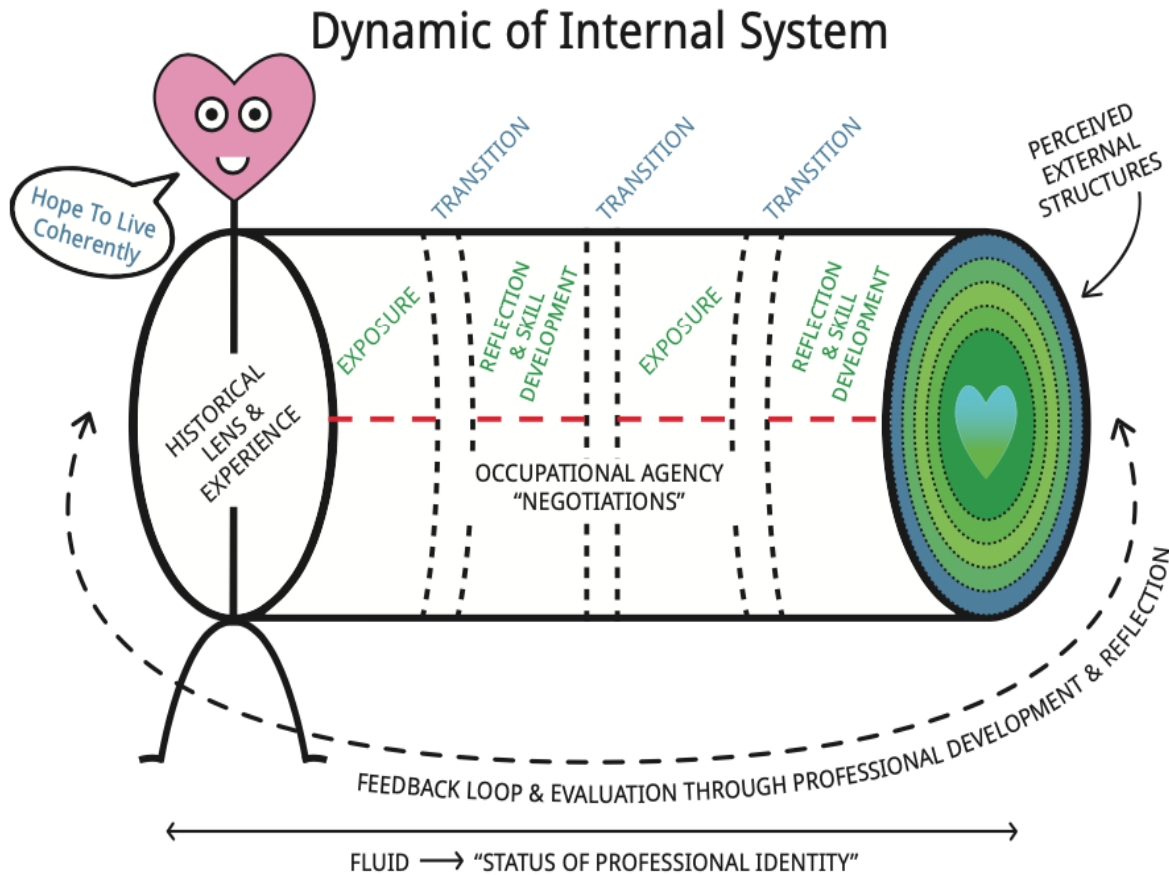 Dynamic of Internal System
Hope To Live
Coherently
TRANSITION
TRANSITION
TRANSITION
PERCEIVED
EXTERNAL
STRUCTURES
HISTORICAL
LENS &
EXPERIENCE
EXPOSURE
REFLECTION
& SKILL
DEVELOPMENT
EXPOSURE
REFLECTION
& SKILL
DEVELOPMENT
OCCUPATIONAL AGENCY
“NEGOTIATIONS”
FEEDBACK LOOP & EVALUATION THROUGH PROFESSIONAL DEVELOPMENT & REFLECTION
FLUID → “STATUS OF PROFESSIONAL IDENTITY”